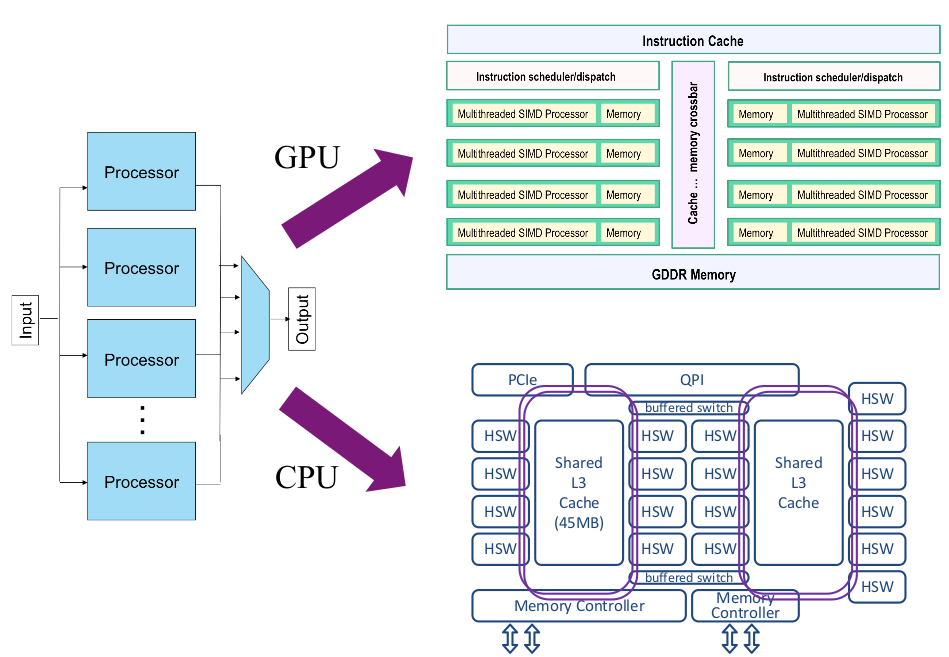 Input
Processor
Processor
Processor
Processor
Output
GPU
CPU
Instruction Cache
Instruction scheduler/dispatch
Multithreaded SIMD Processor Memory
Multithreaded SIMD Processor Memory
Multithreaded SIMD Processor Memory
Multithreaded SIMD Processor Memory
Cache ... memory crossbar
Instruction scheduler/dispatch
Memory Multithreaded SIMD Processor
Memory Multithreaded SIMD Processor
Memory Multithreaded SIMD Processor
Memory Multithreaded SIMD Processor
GDDR Memory
PCIe
QPI
buffered switch
HSW
HSW
HSW
HSW
Shared
L3
Cache
(45MB)
HSW
HSW
HSW
HSW
HSW
HSW
HSW
HSW
Shared
L3
Cache
HSW
HSW
HSW
HSW
HSW
HSW
buffered switch
Memory Controller
Memory
Controller